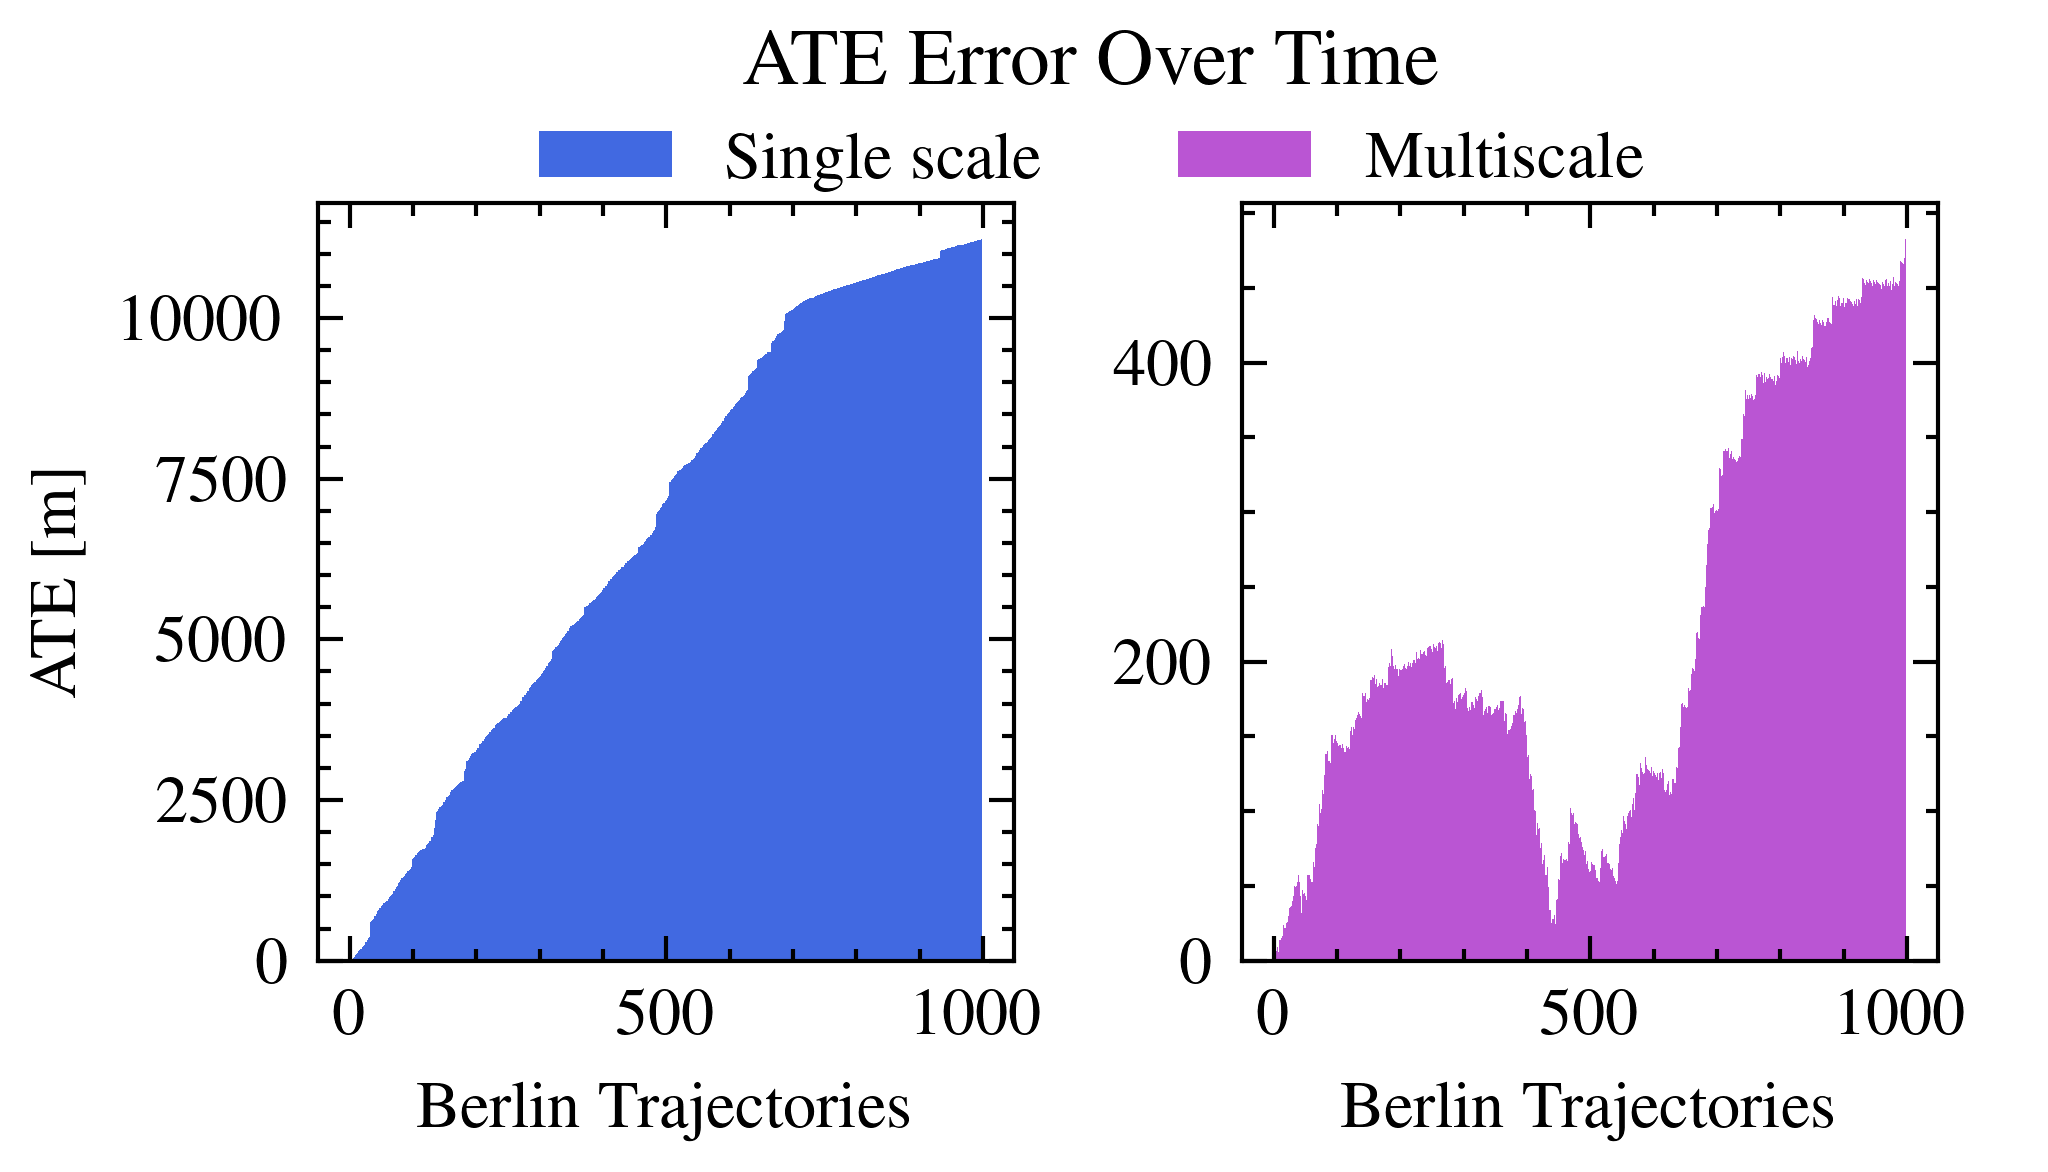 ATE Error Over Time
Single scale
Multiscale
ATE [m]
10000
7500
5000
2500
0
0 500 1000
Berlin Trajectories
400
200
0
0 500 1000
Berlin Trajectories